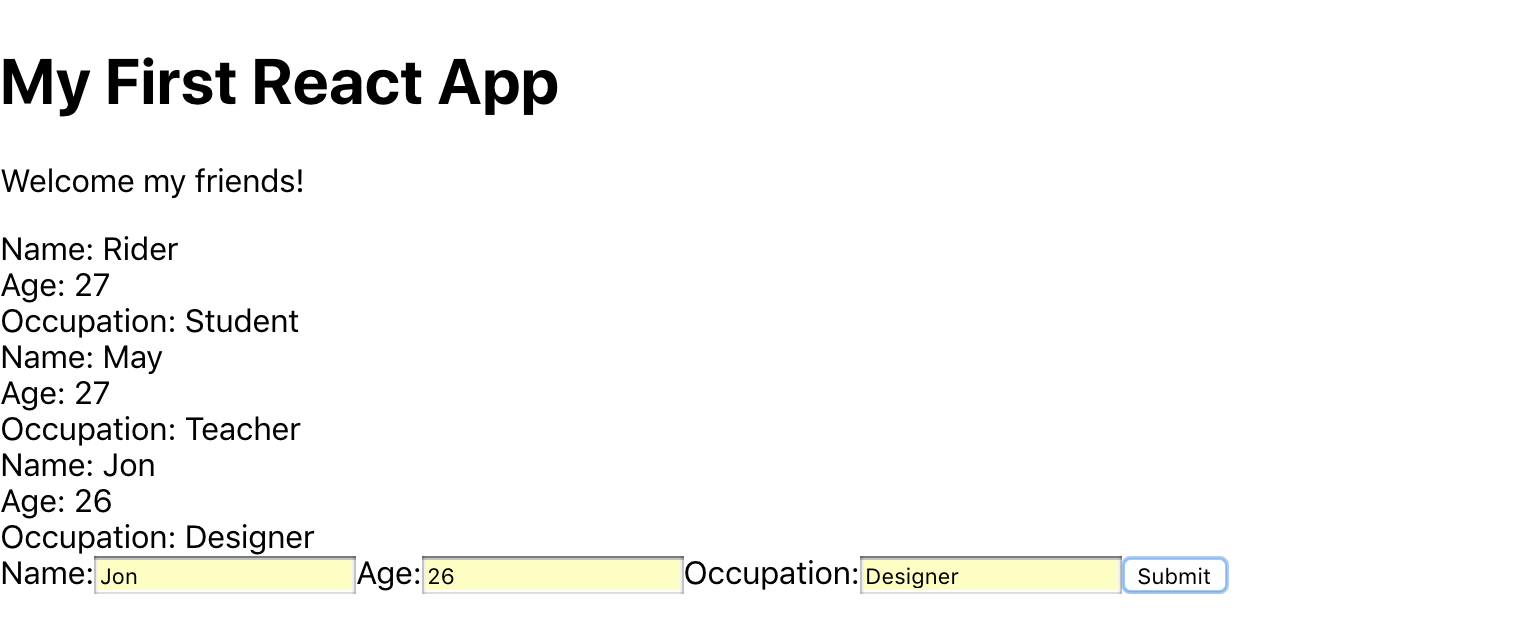 My First React App
Welcome my friends!
Name: Rider
Age: 27
Occupation: Student
Name: May
Age: 27
Occupation: Teacher
Name: Jon
Age: 26
Occupation: Designer
Name: Jon Age: 26 Occupation: Designer Submit